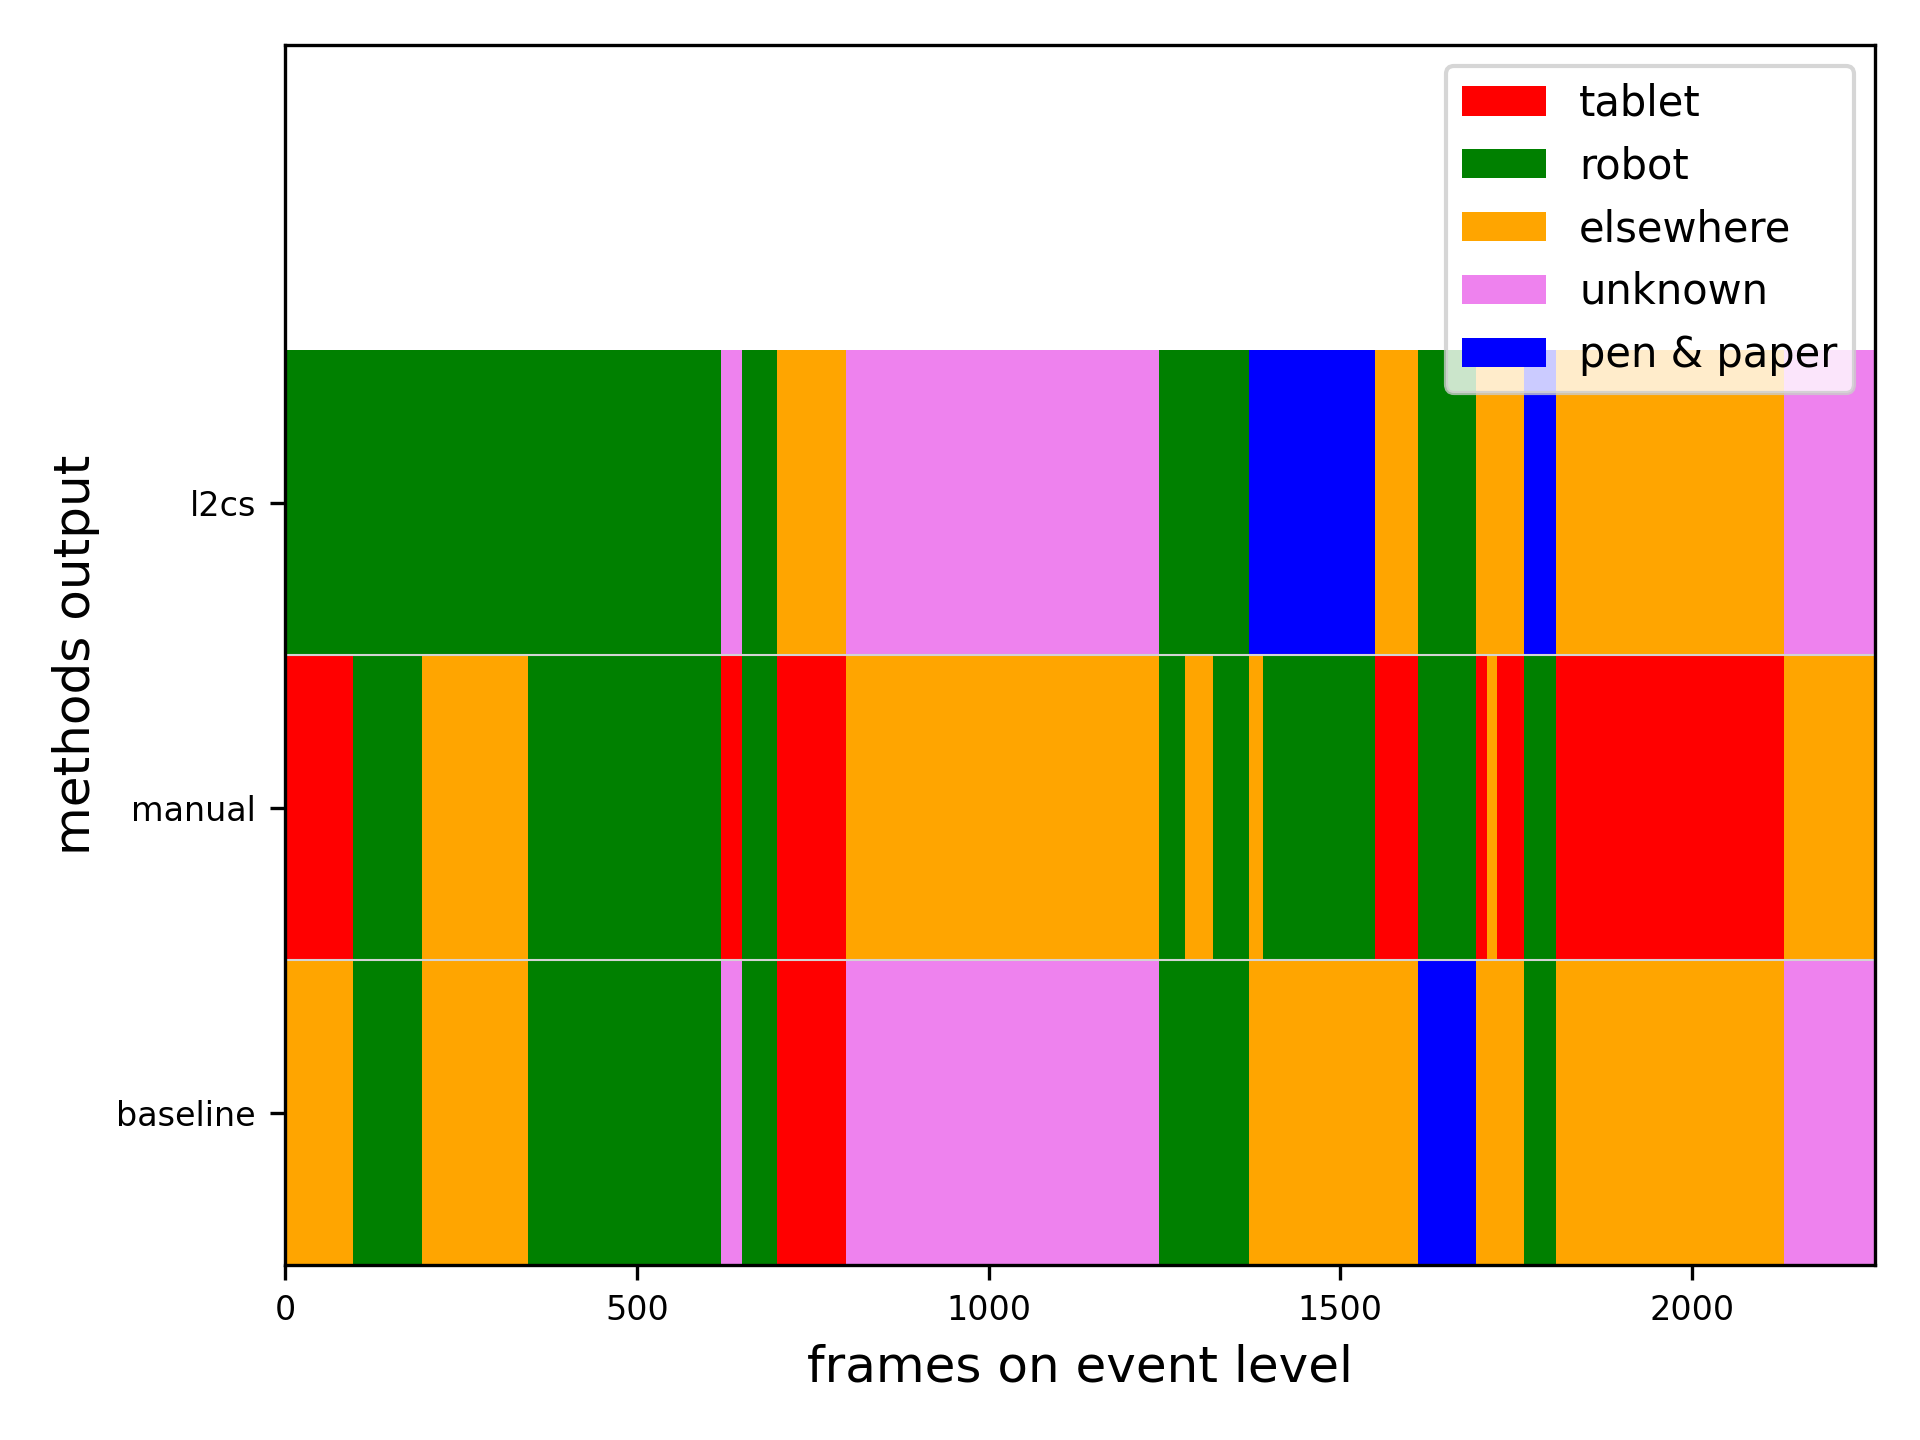 tablet
robot
elsewhere
unknown
pen & paper
methods output
l2cs
manual
baseline
0 500 1000 1500 2000
frames on event level